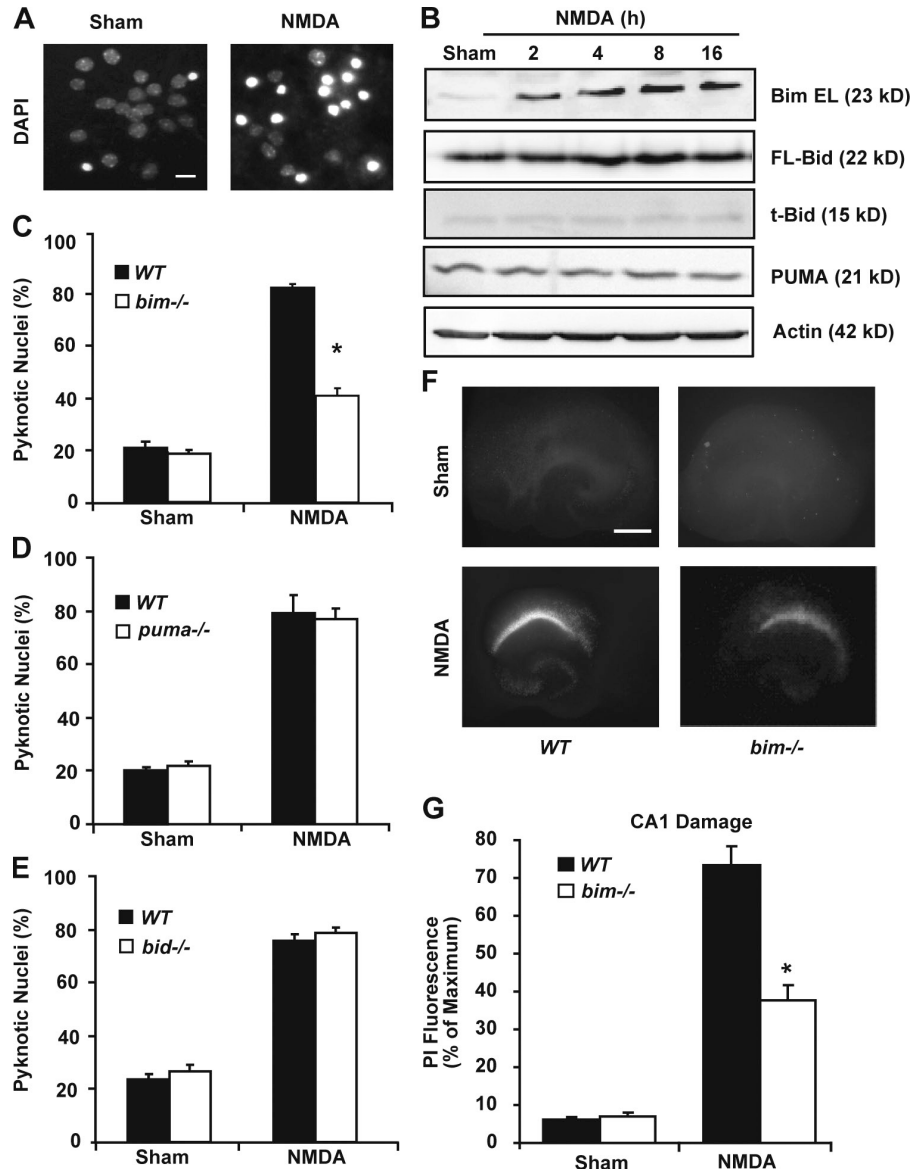 A
Sham
NMDA
DAPI
B
NMDA (h)
Sham 2 4 8 16
Bim EL (23 kD)
FL-Bid (22 kD)
t-Bid (15 kD)
PUMA (21 kD)
Actin (42 kD)
C
Pyknotic Nuclei (%)
100
80
60
40
20
0
WT
bim-/-
*
Sham
NMDA
D
Pyknotic Nuclei (%)
100
80
60
40
20
0
WT
puma-/-
Sham
NMDA
E
Pyknotic Nuclei (%)
100
80
60
40
20
0
WT
bid-/-
Sham
NMDA
F
Sham
NMDA
WT
bim-/-
G
CA1 Damage
PI Fluorescence
(% of Maximum)
80
70
60
50
40
30
20
10
0
WT
bim-/-
*
Sham
NMDA